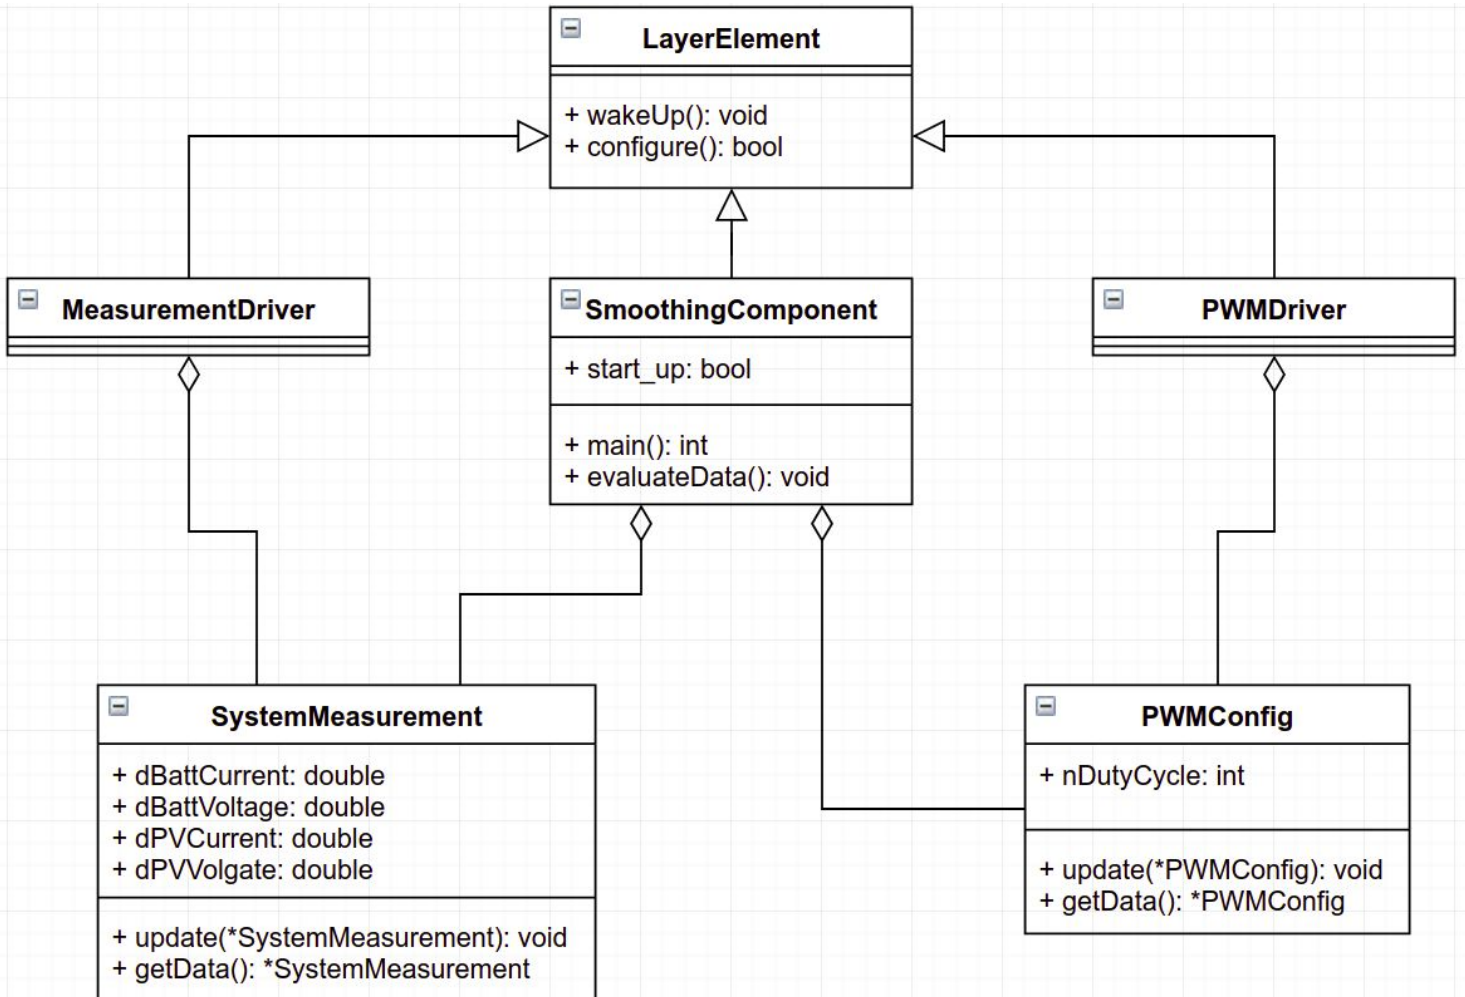 LayerElement
+ wakeUp(): void
+ configure(): bool
MeasurementDriver
SmoothingComponent
+ start_up: bool
+ main(): int
+ evaluateData(): void
PWMDriver
SystemMeasurement
+ dBattCurrent: double
+ dBattVoltage: double
+ dPVCurrent: double
+ dPVVolgate: double
+ update(*SystemMeasurement): void
+ getData(): *SystemMeasurement
PWMConfig
+ nDutyCycle: int
+ update(*PWMConfig): void
+ getData(): *PWMConfig